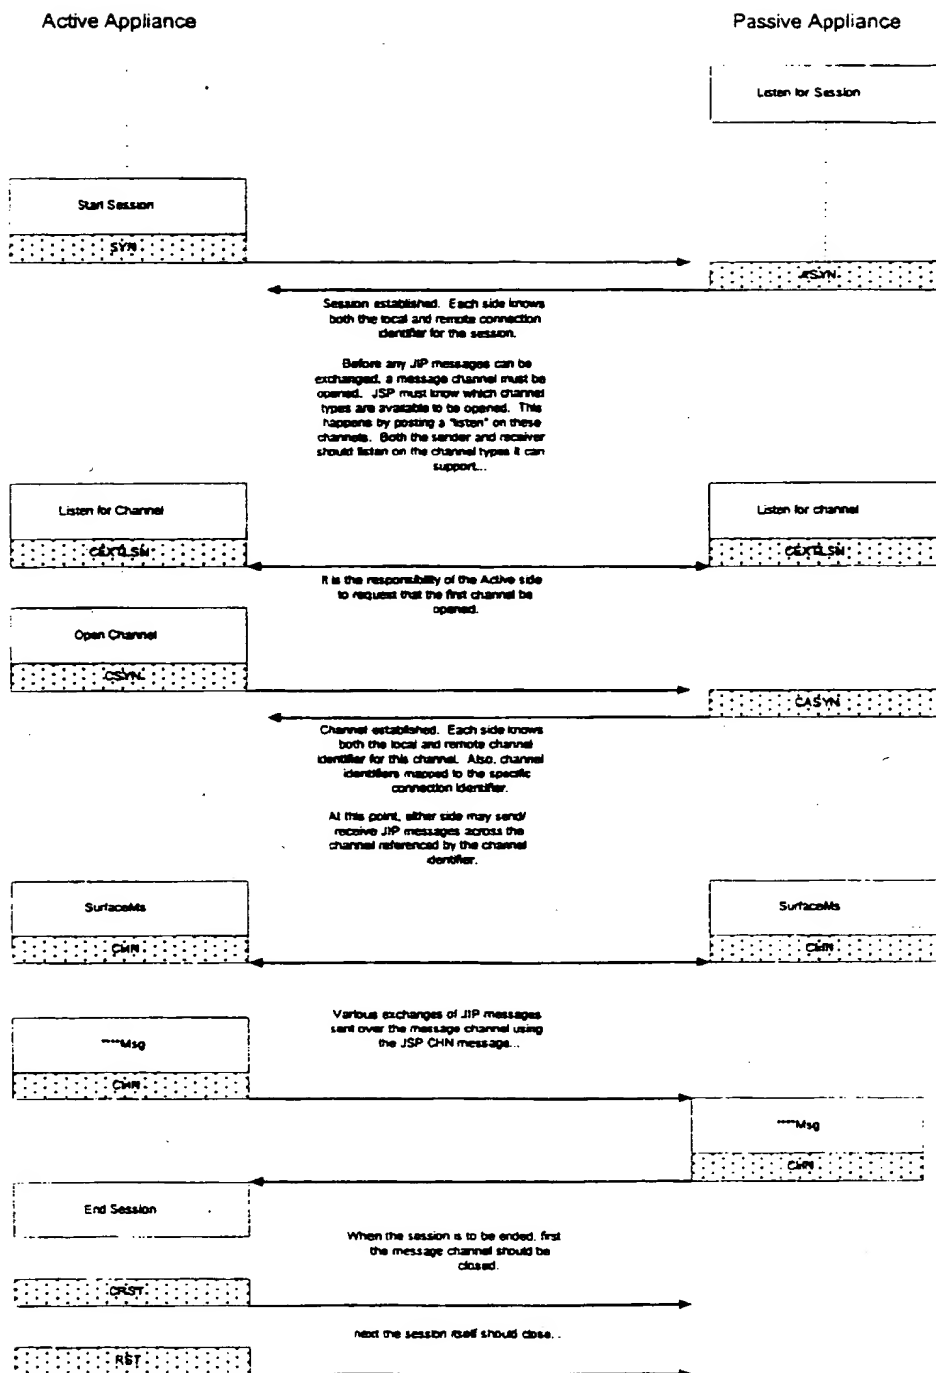 Active Appliance
Passive Appliance
Listen for Session
Start Session
SYN
ASYN
Session established. Each side knows
both the local and remote connection
identifier for the session.
Before any JIP messages can be
exchanged, a message channel must be
opened. JSP must know which channel
types are available to be opened. This
happens by posting a "listen" on these
channels. Both the sender and receiver
should listen on the channel types it can
support...
Listen for Channel
Listen for channel
CEXTLSN
CEXTLSN
It is the responsibility of the Active side
to request that the first channel be
opened.
Open Channel
CSYN
CASYN
Channel established. Each side knows
both the local and remote channel
identifier for this channel. Also, channel
identifiers mapped to the specific
connection identifier.
At this point, either side may send/
receive JIP messages across the
channel referenced by the channel
identifier.
SurfaceMs
SurfaceMs
CHN
CHN
Various exchanges of JIP messages
sent over the message channel using
the JSP CHN message...
****Msg
CHN
****Msg
CHN
End Session
When the session is to be ended, first
the message channel should be
closed.
CRST
next the session itself should close...
RST